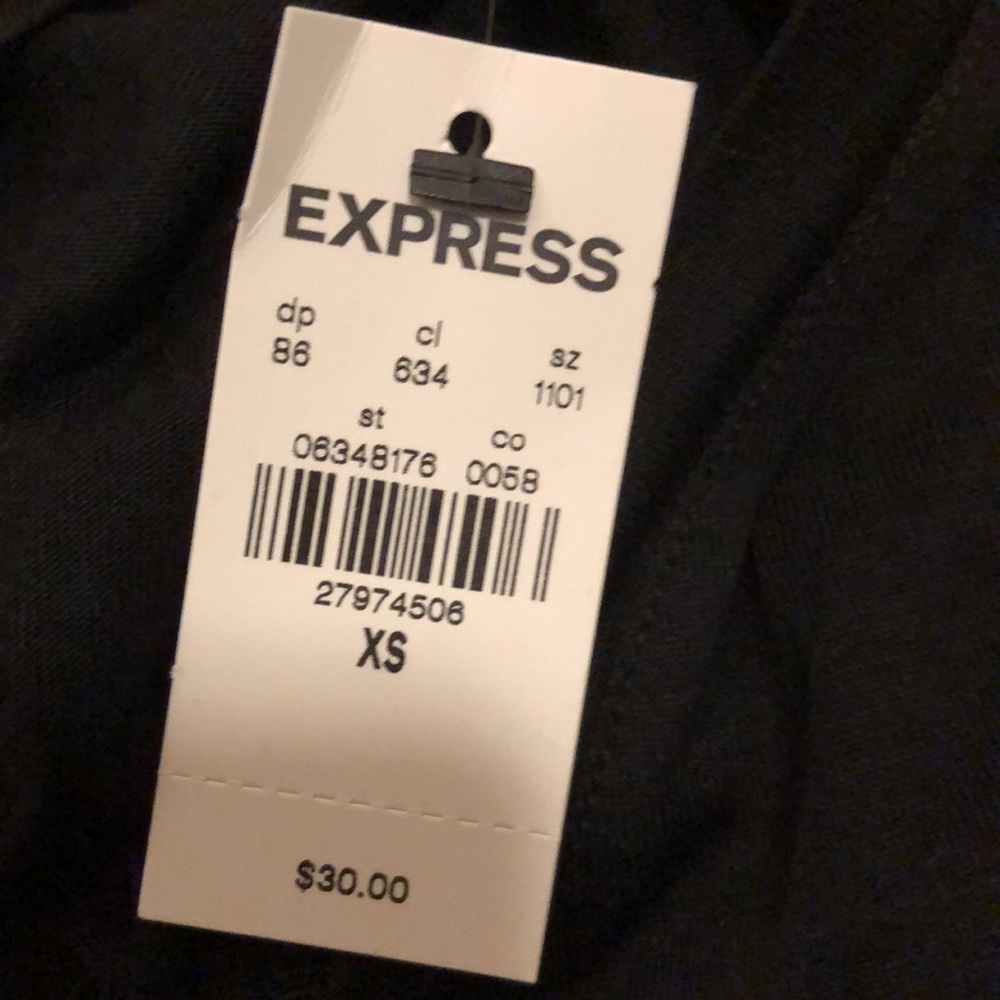 EXPRESS
dp cl sz
86 634 1101
st co
06348176 0058
27974506
XS
$30.00